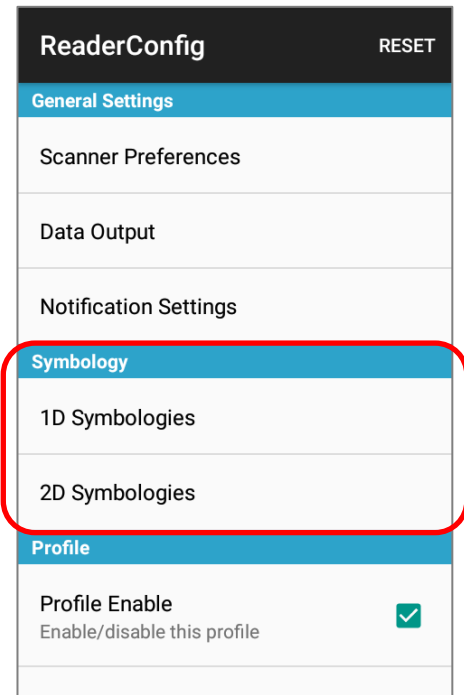 ReaderConfig RESET
General Settings
Scanner Preferences
Data Output
Notification Settings
Symbology
1D Symbologies
2D Symbologies
Profile
Profile Enable
Enable/disable this profile